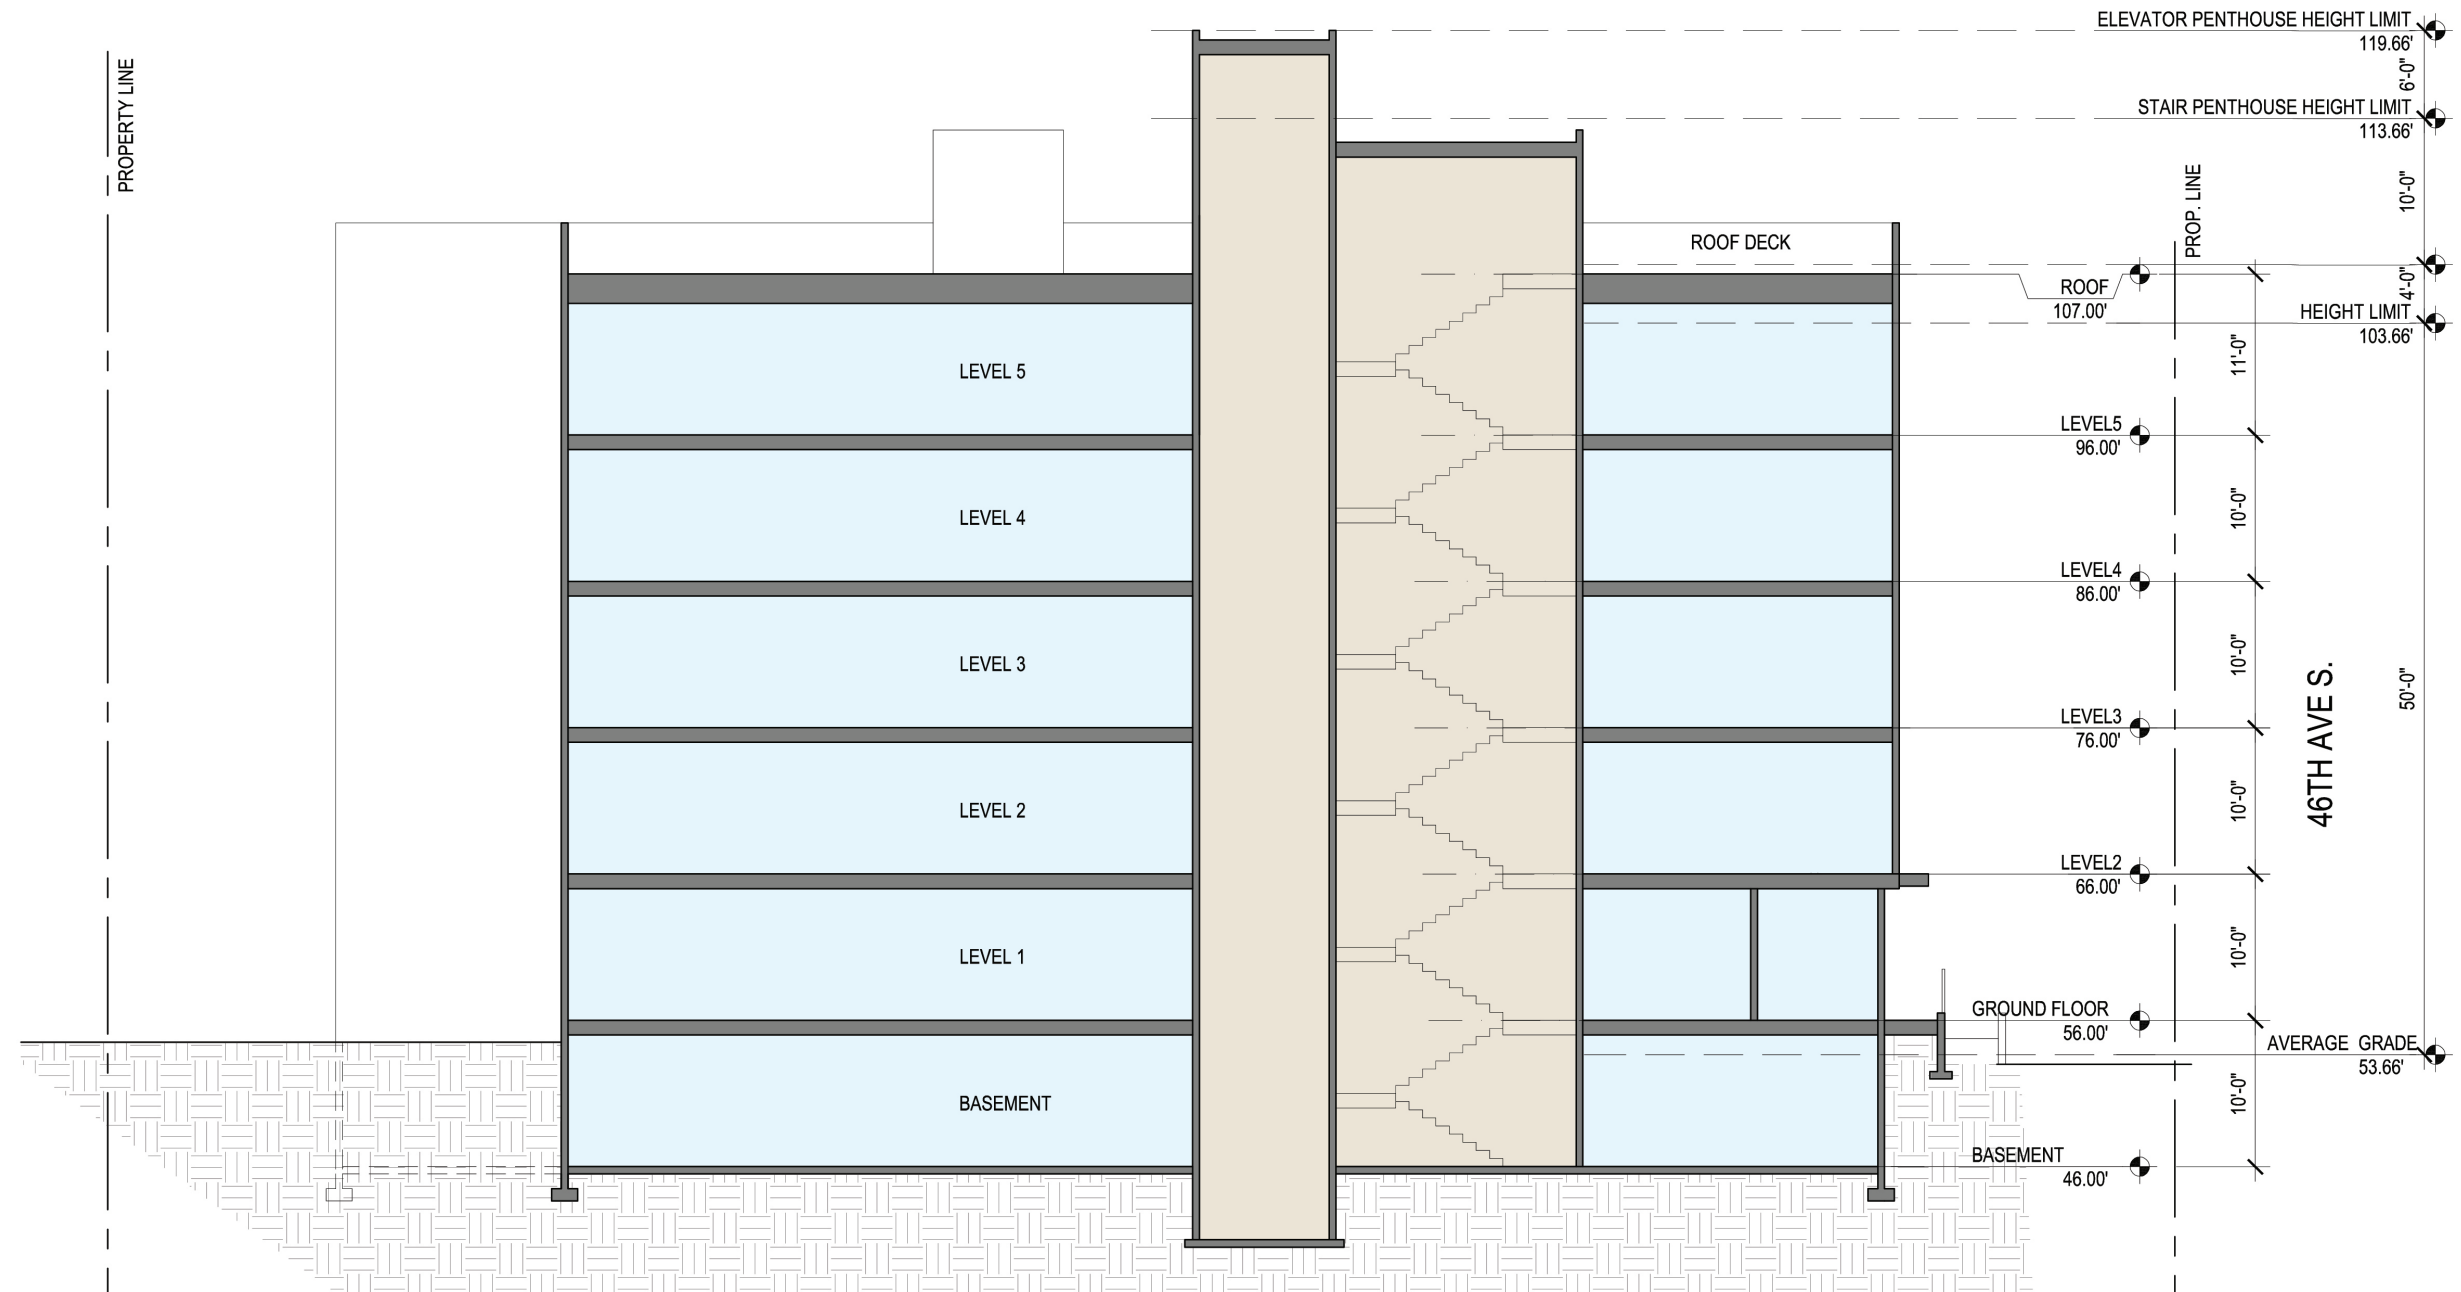 ELEVATOR PENTHOUSE HEIGHT LIMIT
119.66'
6'-0"
STAIR PENTHOUSE HEIGHT LIMIT
113.66'
10'-0"
PROPERTY LINE
PROP. LINE
ROOF DECK
ROOF
107.00'
4'-0"
HEIGHT LIMIT
103.66'
11'-0"
LEVEL 5
LEVEL5
96.00'
10'-0"
LEVEL 4
LEVEL4
86.00'
10'-0"
LEVEL 3
LEVEL3
76.00'
10'-0"
46TH AVE S.
50'-0"
LEVEL 2
LEVEL2
66.00'
10'-0"
LEVEL 1
GROUND FLOOR
56.00'
AVERAGE GRADE
53.66'
10'-0"
BASEMENT
BASEMENT
46.00'